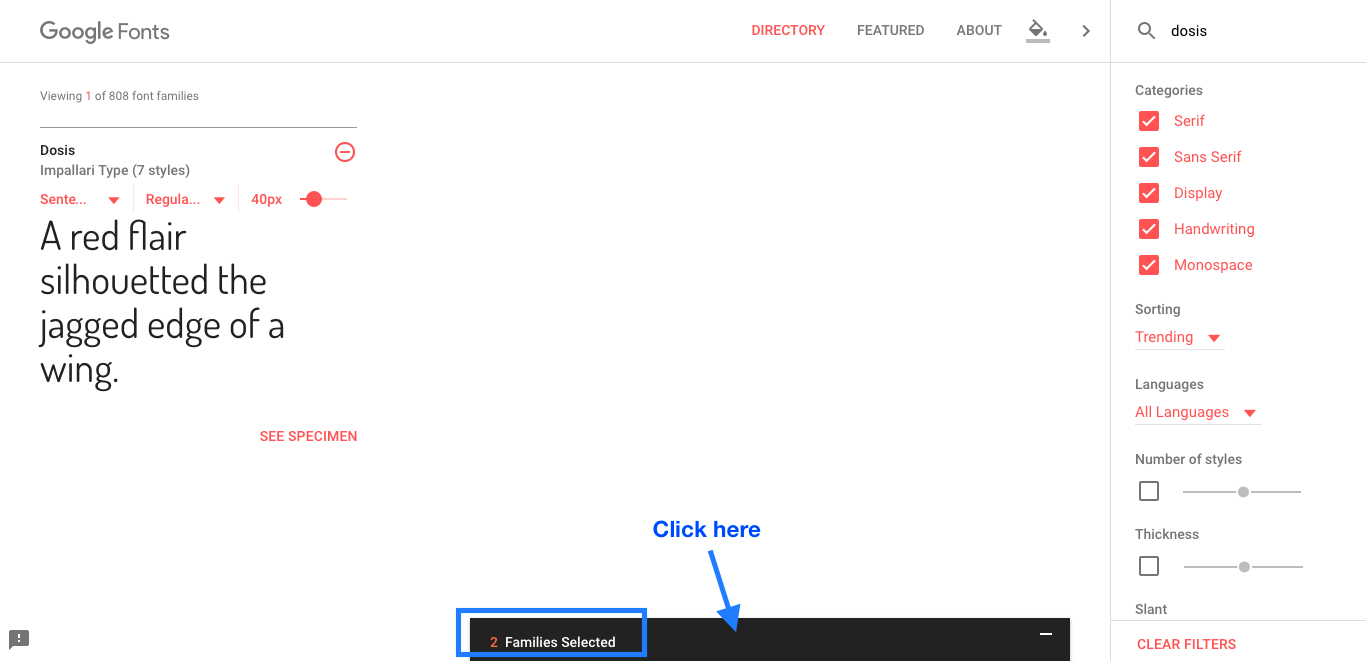 Google Fonts
DIRECTORY FEATURED ABOUT
dosis
Viewing 1 of 808 font families
Dosis
Impallari Type (7 styles)
Sente... Regula... 40px
A red flair
silhouetted the
jagged edge of a
wing.
SEE SPECIMEN
Click here
2 Families Selected
Categories
Serif
Sans Serif
Display
Handwriting
Monospace
Sorting
Trending
Languages
All Languages
Number of styles
Thickness
Slant
CLEAR FILTERS